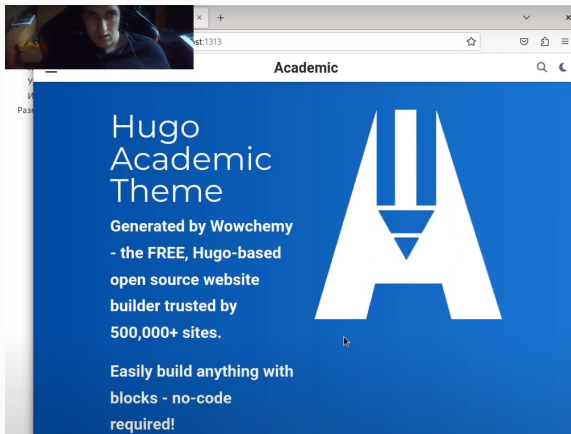 st:1313
Academic
Hugo
Academic
Theme
Generated by Wowchemy
- the FREE, Hugo-based
open source website
builder trusted by
500,000+ sites.
Easily build anything with
blocks - no-code
required!